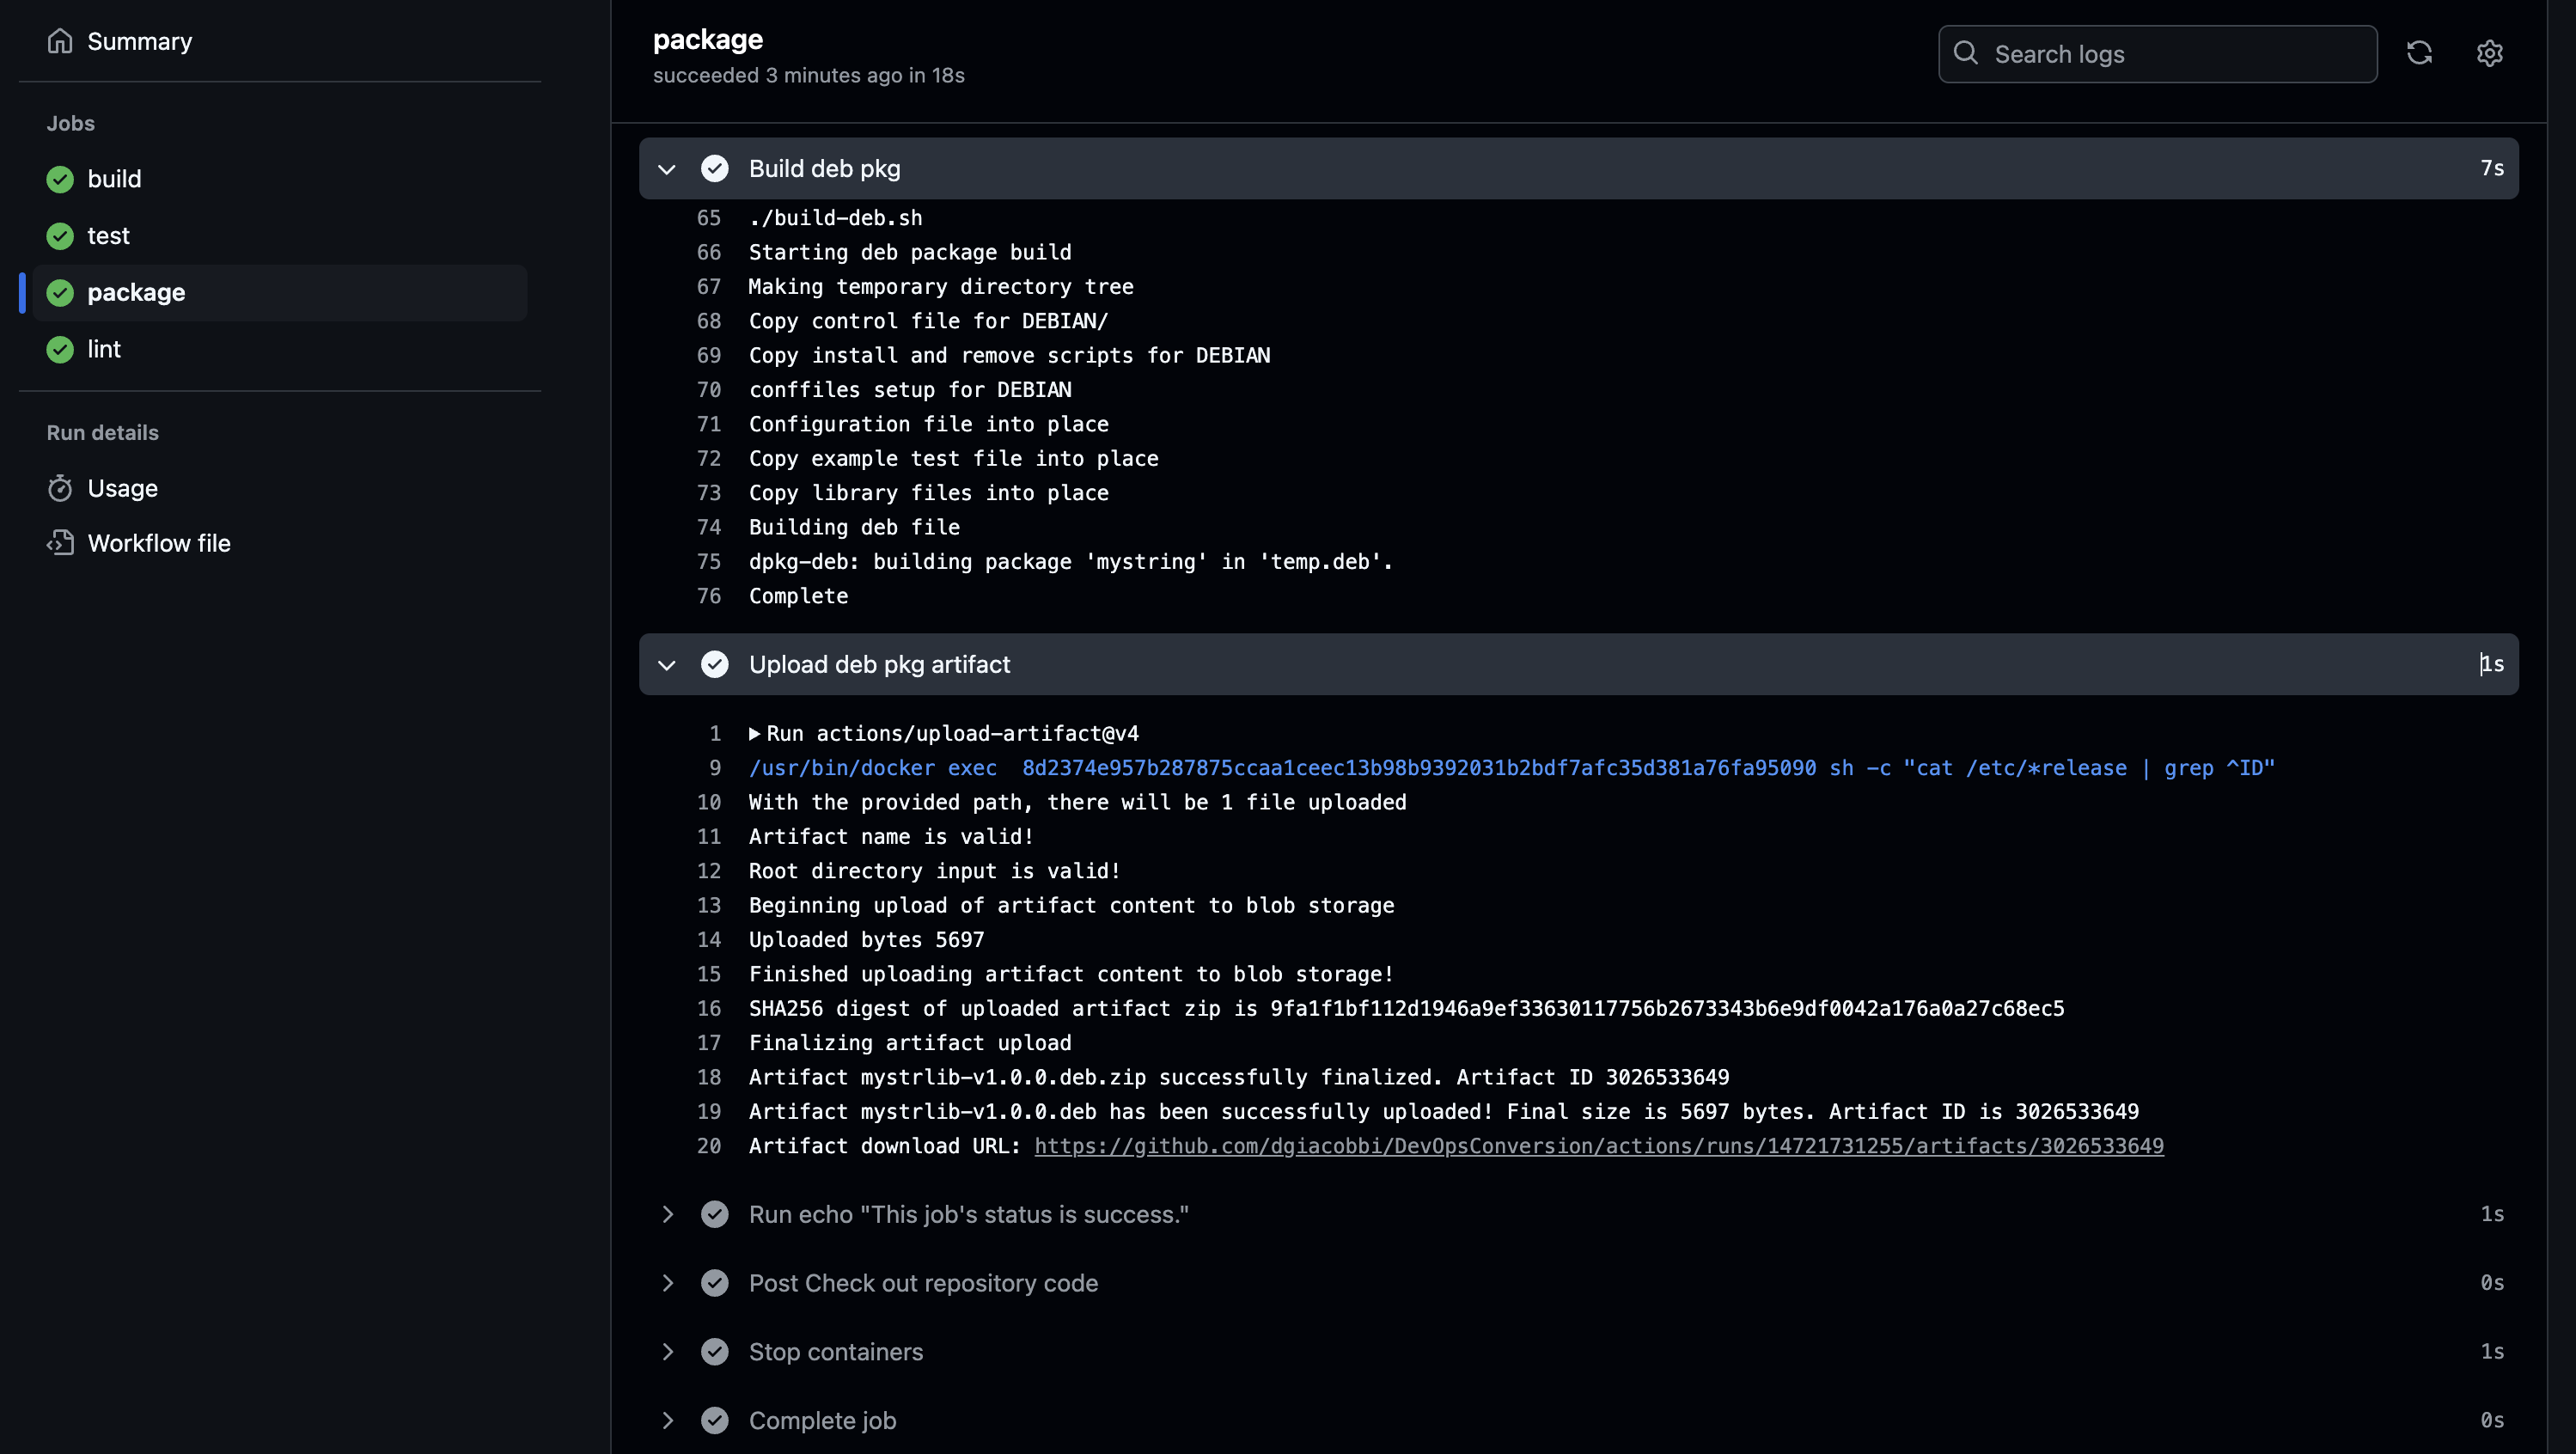 Summary
Jobs
build
test
package
lint
Run details
Usage
Workflow file
package
succeeded 3 minutes ago in 18s
Search logs
Build deb pkg 7s
65 ./build-deb.sh
66 Starting deb package build
67 Making temporary directory tree
68 Copy control file for DEBIAN/
69 Copy install and remove scripts for DEBIAN
70 conffiles setup for DEBIAN
71 Configuration file into place
72 Copy example test file into place
73 Copy library files into place
74 Building deb file
75 dpkg-deb: building package 'mystring' in 'temp.deb'.
76 Complete
Upload deb pkg artifact 1s
1 Run actions/upload-artifact@v4
9 /usr/bin/docker exec  8d2374e957b287875ccaa1ceec13b98b9392031b2bdf7afc35d381a76fa95090 sh -c "cat /etc/*release | grep ^ID"
10 With the provided path, there will be 1 file uploaded
11 Artifact name is valid!
12 Root directory input is valid!
13 Beginning upload of artifact content to blob storage
14 Uploaded bytes 5697
15 Finished uploading artifact content to blob storage!
16 SHA256 digest of uploaded artifact zip is 9fa1f1bf112d1946a9ef33630117756b2673343b6e9df0042a176a0a27c68ec5
17 Finalizing artifact upload
18 Artifact mystrlib-v1.0.0.deb.zip successfully finalized. Artifact ID 3026533649
19 Artifact mystrlib-v1.0.0.deb has been successfully uploaded! Final size is 5697 bytes. Artifact ID is 3026533649
20 Artifact download URL: https://github.com/dgiacobbi/DevOpsConversion/actions/runs/14721731255/artifacts/3026533649
Run echo "This job's status is success." 1s
Post Check out repository code 0s
Stop containers 1s
Complete job 0s